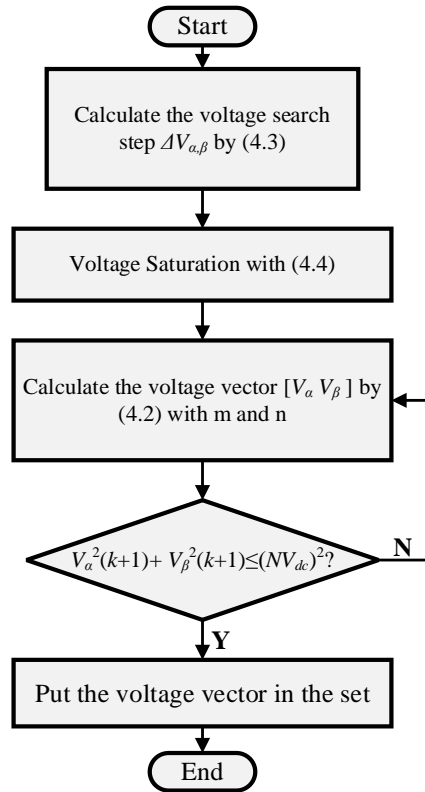 Start
Calculate the voltage search
step ΔVα,β by (4.3)
Voltage Saturation with (4.4)
Calculate the voltage vector [Vα Vβ ] by
(4.2) with m and n
Vα²(k+1)+ Vβ²(k+1)≤(NVdc)²?
N
Y
Put the voltage vector in the set
End